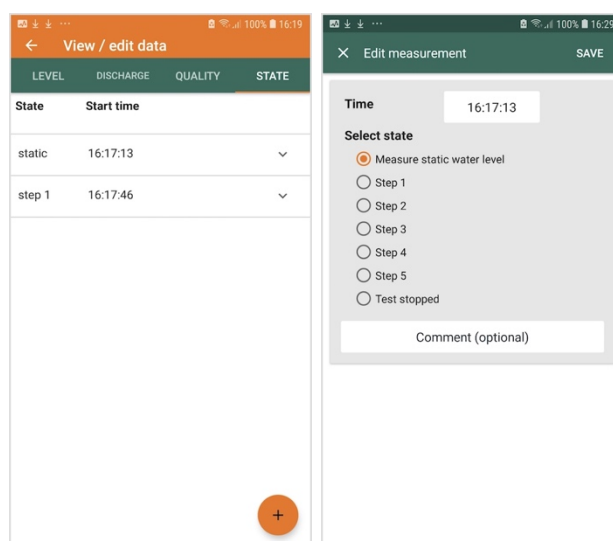 100% 16:19
View / edit data
LEVEL DISCHARGE QUALITY STATE
State Start time
static 16:17:13
step 1 16:17:46
+
100% 16:29
Edit measurement SAVE
Time 16:17:13
Select state
Measure static water level
Step 1
Step 2
Step 3
Step 4
Step 5
Test stopped
Comment (optional)